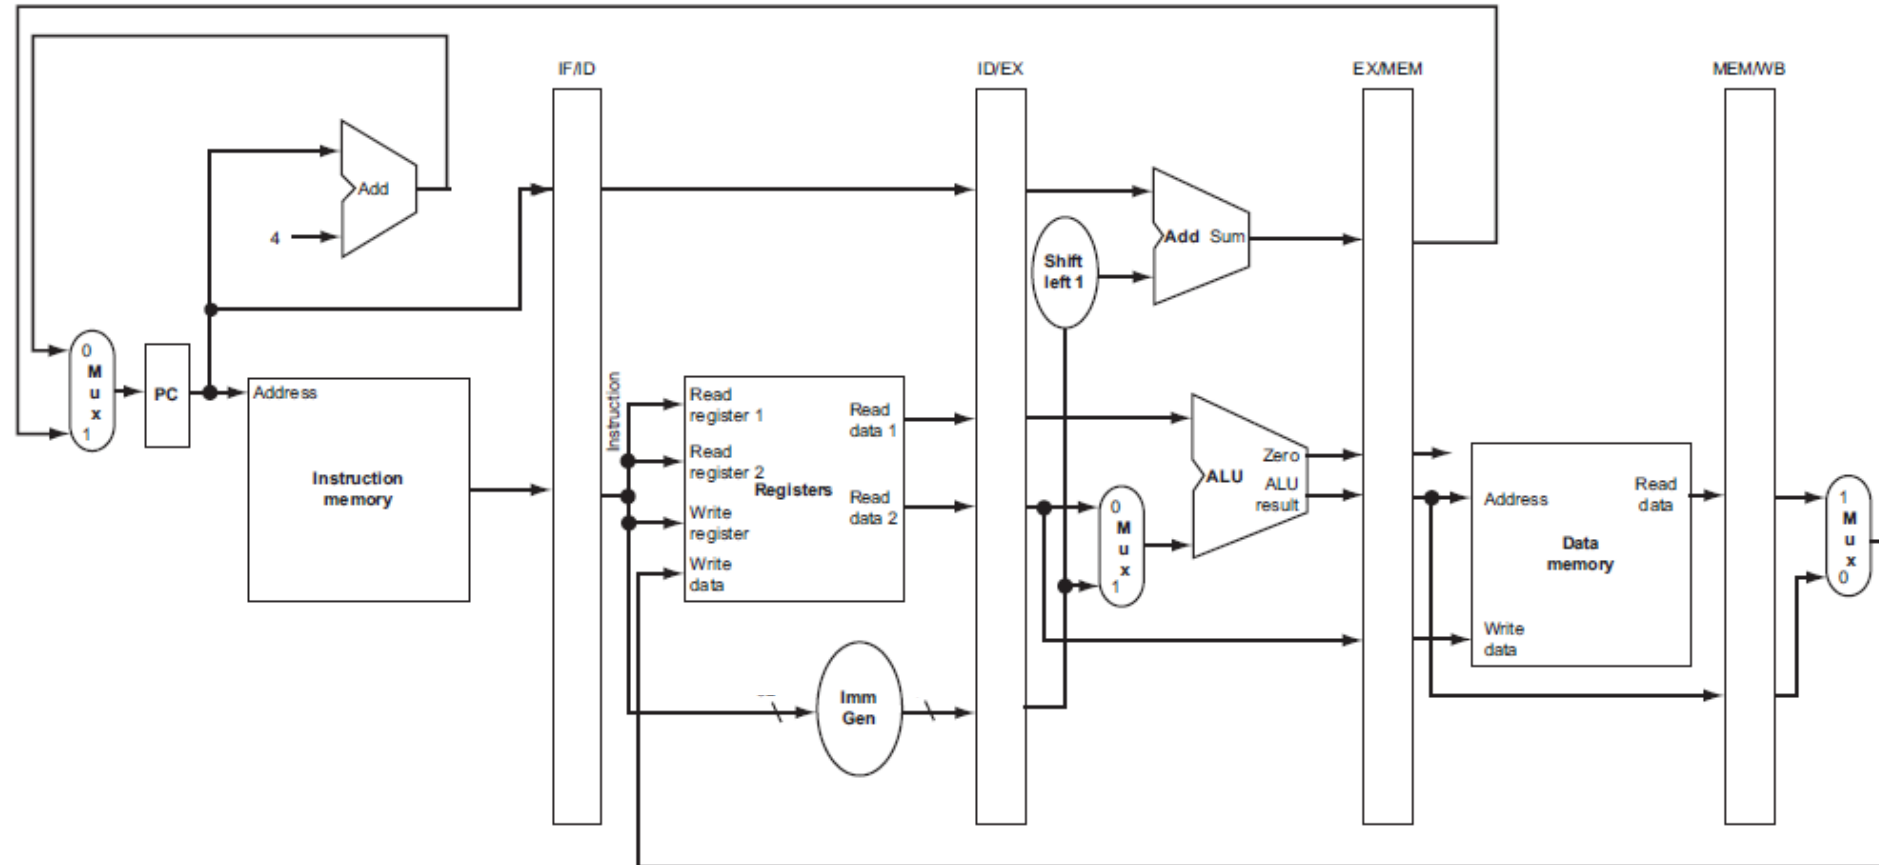 IF/ID
ID/EX
EX/MEM
MEM/WB
Add
4
Add Sum
Shift
left 1
0
M
u
x
1
PC
Address
Instruction
memory
Instruction
Read
register 1
Read
register 2
Registers
Write
register
Write
data
Read
data 1
Read
data 2
Imm
Gen
0
M
u
x
1
Zero
ALU
ALU
result
Address
Read
data
Data
memory
Write
data
1
M
u
x
0